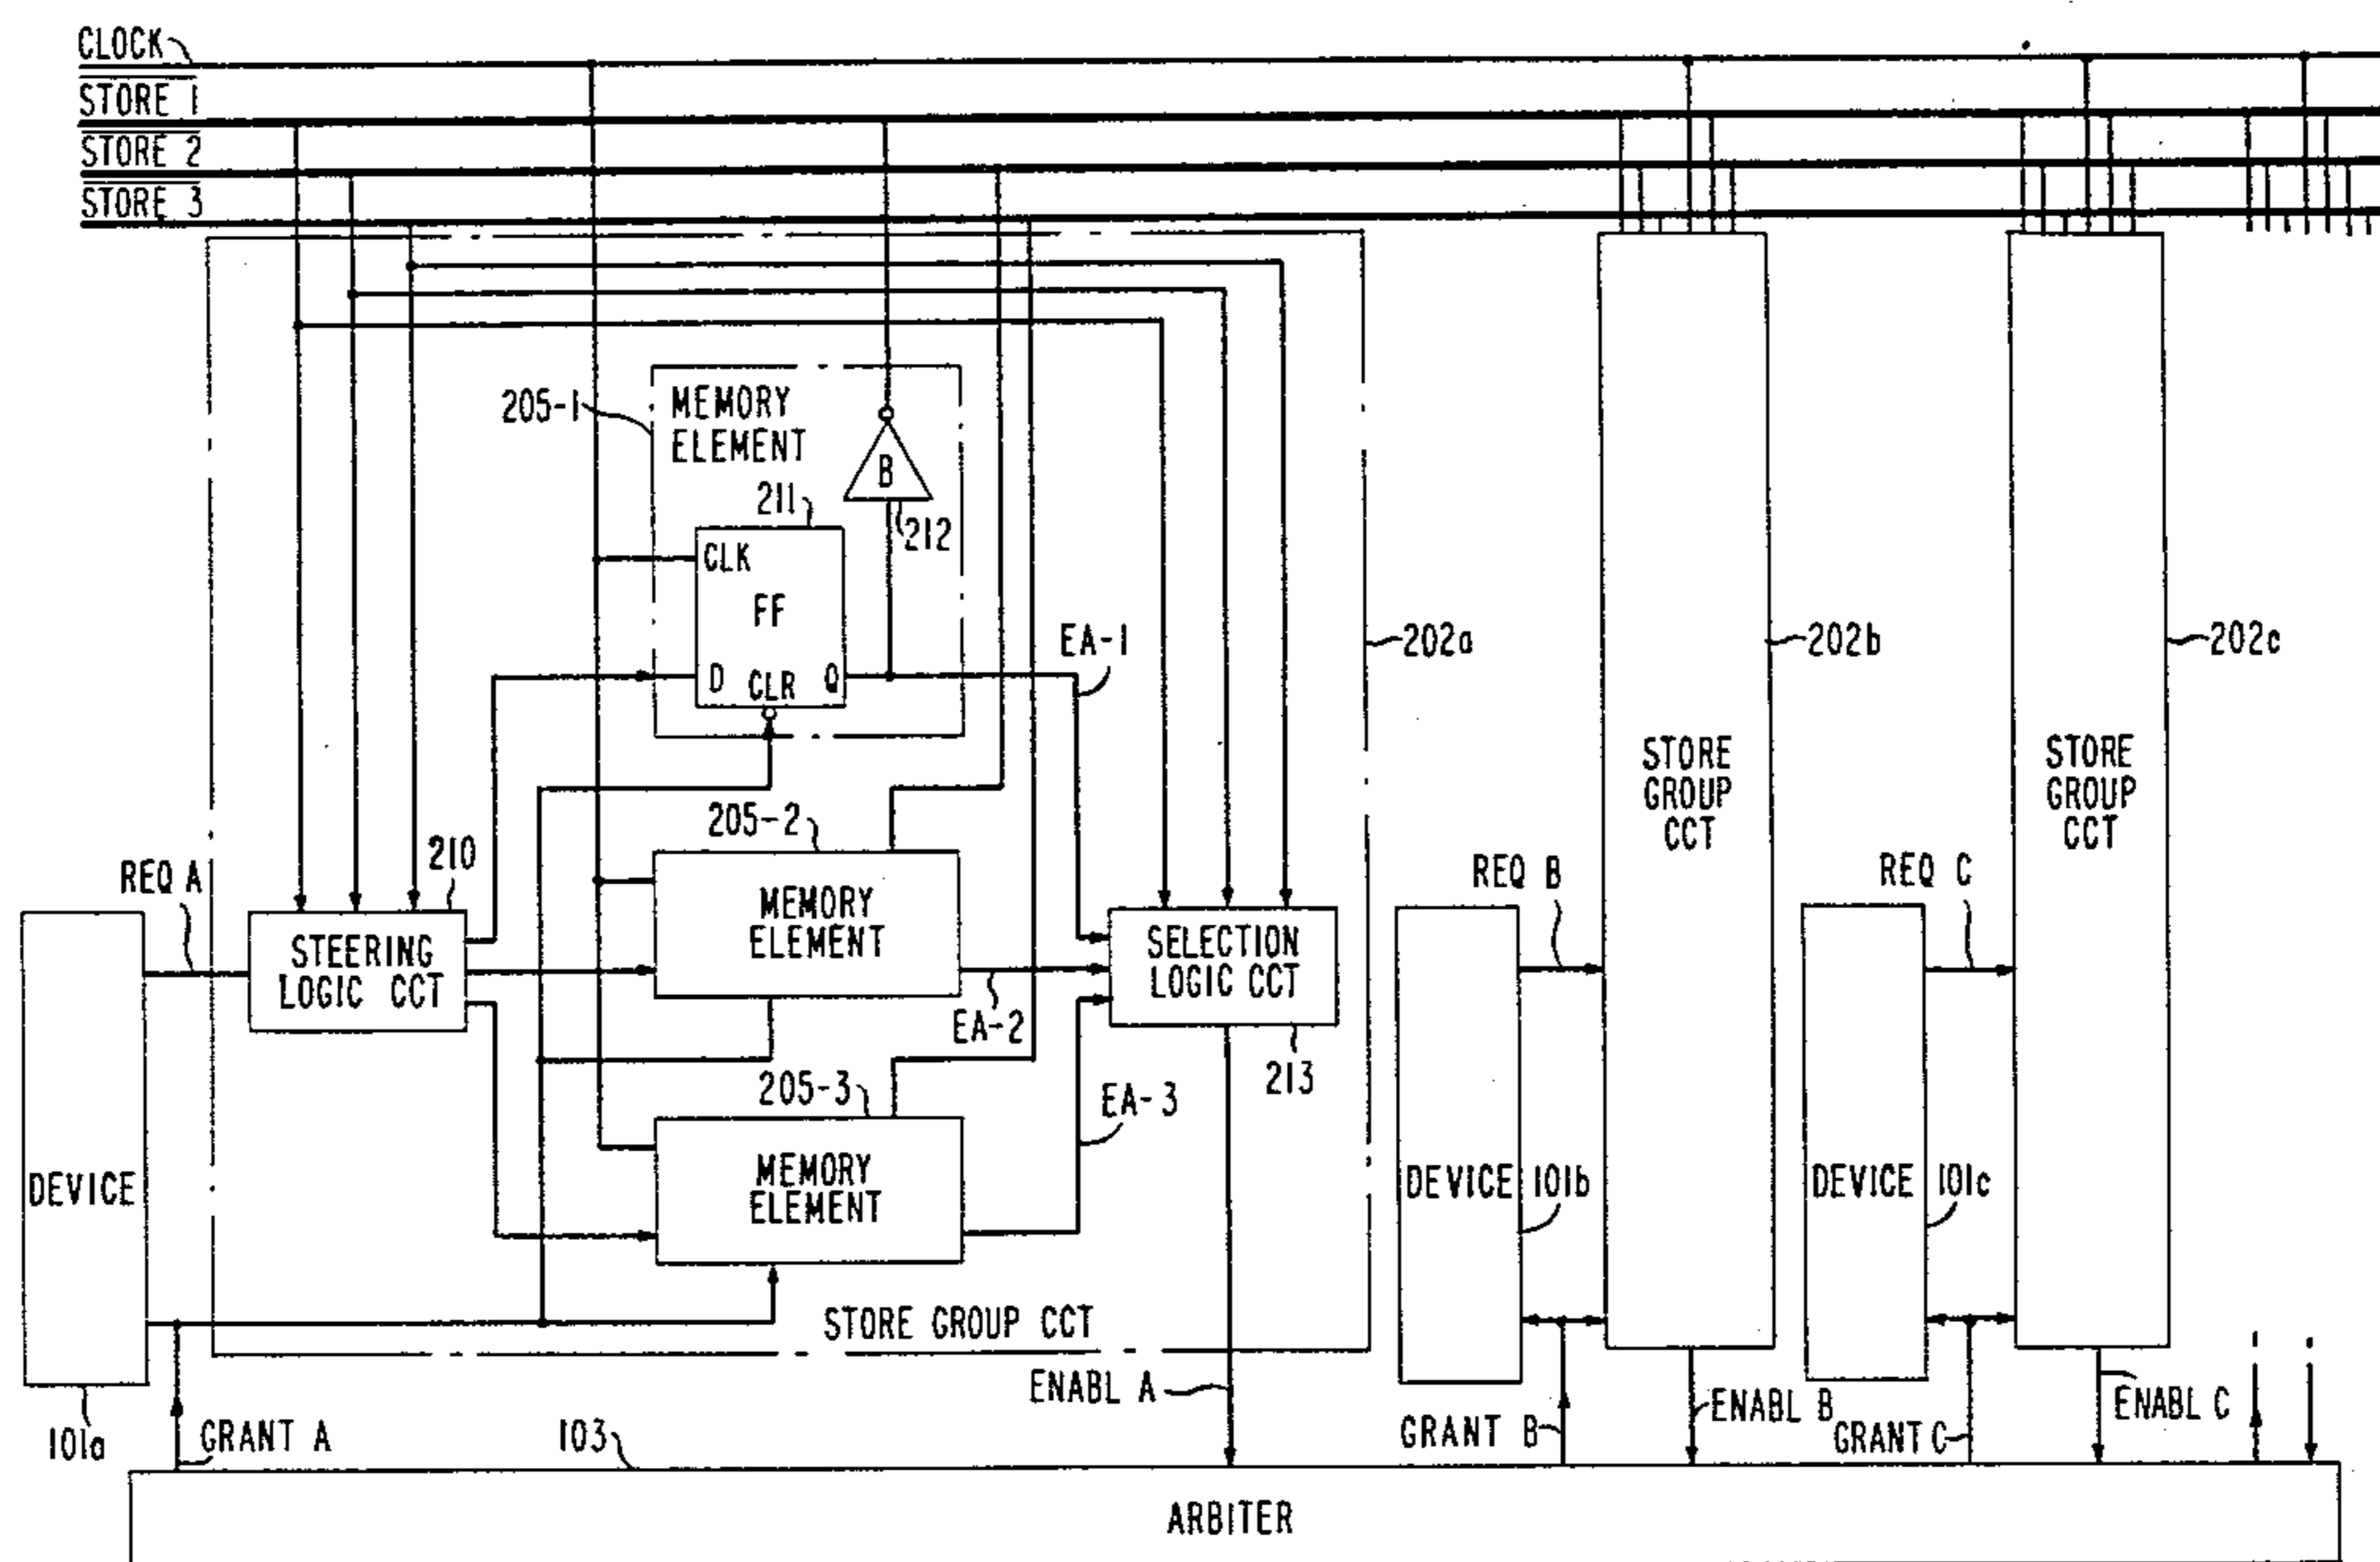 CLOCK
STORE 1
STORE 2
STORE 3
205-1
MEMORY
ELEMENT
B
211
212
CLK
FF
D
CLR
Q
EA-1
202a
202b
202c
STORE
GROUP
CCT
STORE
GROUP
CCT
205-2
210
REQ A
STEERING
LOGIC CCT
MEMORY
ELEMENT
SELECTION
LOGIC CCT
REQ B
REQ C
EA-2
213
205-3
EA-3
DEVICE
MEMORY
ELEMENT
DEVICE
101b
DEVICE
101c
STORE GROUP CCT
ENABL A
101a
GRANT A
103
GRANT B
ENABL B
GRANT C
ENABL C
ARBITER